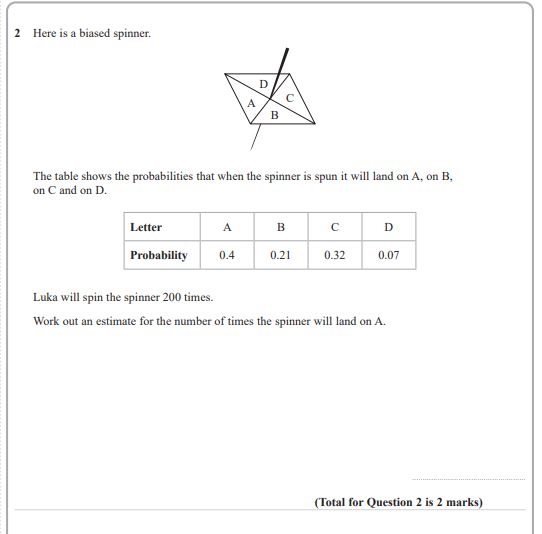 2 Here is a biased spinner.
D
C
A
B
The table shows the probabilities that when the spinner is spun it will land on A, on B,
on C and on D.
Letter A B C D
Probability 0.4 0.21 0.32 0.07
Luka will spin the spinner 200 times.
Work out an estimate for the number of times the spinner will land on A.
(Total for Question 2 is 2 marks)